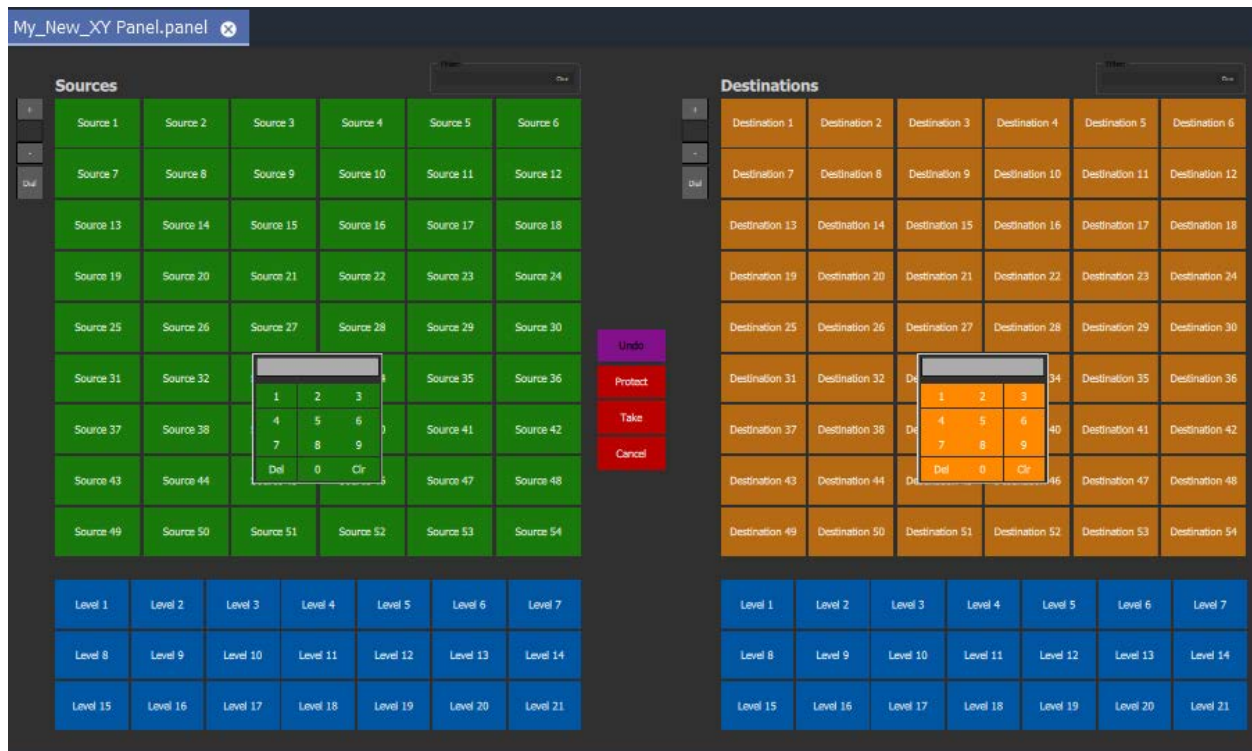 My_New_XY Panel.panel
Sources
Clear
Destinations
Clear
+
Source 1 Source 2 Source 3 Source 4 Source 5 Source 6
+
Destination 1 Destination 2 Destination 3 Destination 4 Destination 5 Destination 6
-
Dial
Source 7 Source 8 Source 9 Source 10 Source 11 Source 12
-
Dial
Destination 7 Destination 8 Destination 9 Destination 10 Destination 11 Destination 12
Source 13 Source 14 Source 15 Source 16 Source 17 Source 18
Destination 13 Destination 14 Destination 15 Destination 16 Destination 17 Destination 18
Source 19 Source 20 Source 21 Source 22 Source 23 Source 24
Destination 19 Destination 20 Destination 21 Destination 22 Destination 23 Destination 24
Source 25 Source 26 Source 27 Source 28 Source 29 Source 30
Destination 25 Destination 26 Destination 27 Destination 28 Destination 29 Destination 30
Undo
Protect
Take
Cancel
Source 31 Source 32 Source 35 Source 36
Destination 31 Destination 32 34 Destination 35 Destination 36
Source 37 Source 38 Source 41 Source 42
Destination 37 Destination 38 40 Destination 41 Destination 42
Source 43 Source 44 Source 47 Source 48
Destination 43 Destination 44 46 Destination 47 Destination 48
1 2 3
4 5 6
7 8 9
Del 0 Clr
1 2 3
4 5 6
7 8 9
Del 0 Clr
Source 49 Source 50 Source 51 Source 52 Source 53 Source 54
Destination 49 Destination 50 Destination 51 Destination 52 Destination 53 Destination 54
Level 1 Level 2 Level 3 Level 4 Level 5 Level 6 Level 7
Level 1 Level 2 Level 3 Level 4 Level 5 Level 6 Level 7
Level 8 Level 9 Level 10 Level 11 Level 12 Level 13 Level 14
Level 8 Level 9 Level 10 Level 11 Level 12 Level 13 Level 14
Level 15 Level 16 Level 17 Level 18 Level 19 Level 20 Level 21
Level 15 Level 16 Level 17 Level 18 Level 19 Level 20 Level 21